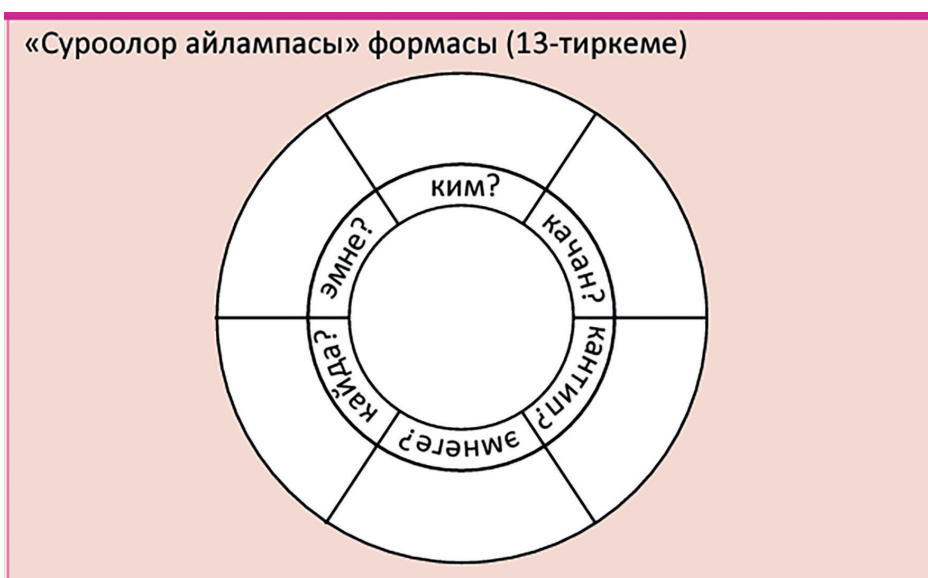 «Суроолор айлампасы» формасы (13-тиркеме)
ким?
качан?
кантип?
эмнеге?
кайда?
эмне?